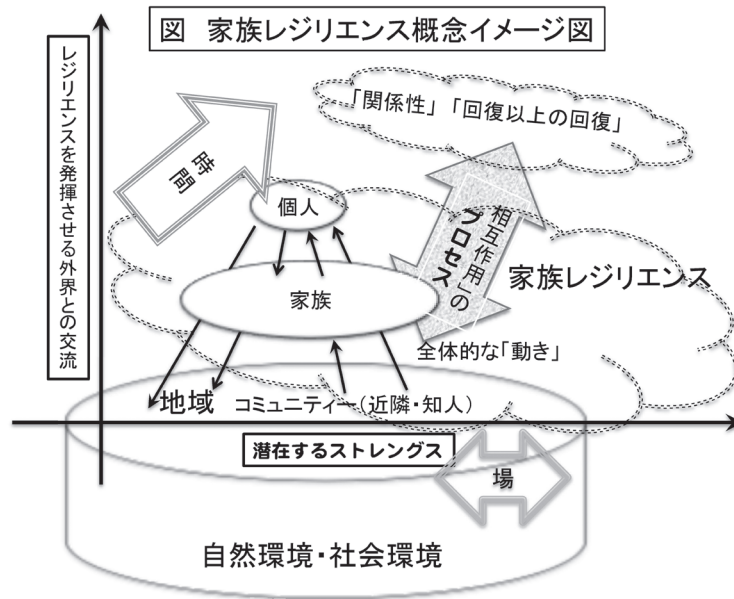 図 家族レジリエンス概念イメージ図
レジリエンスを発揮させる外界との交流
「関係性」「回復以上の回復」
時間
個人
相互作用」の
プロセス
家族レジリエンス
家族
全体的な「動き」
地域 コミュニティー(近隣・知人)
潜在するストレングス
場
自然環境・社会環境